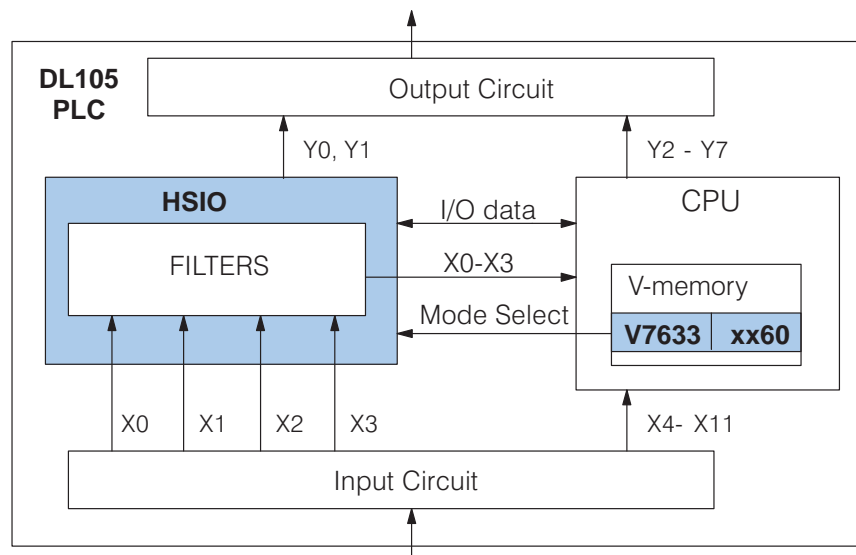 DL105
PLC
Output Circuit
Y0, Y1
Y2 - Y7
HSIO
FILTERS
I/O data
X0-X3
Mode Select
CPU
V-memory
V7633 xx60
X0 X1 X2 X3
X4- X11
Input Circuit